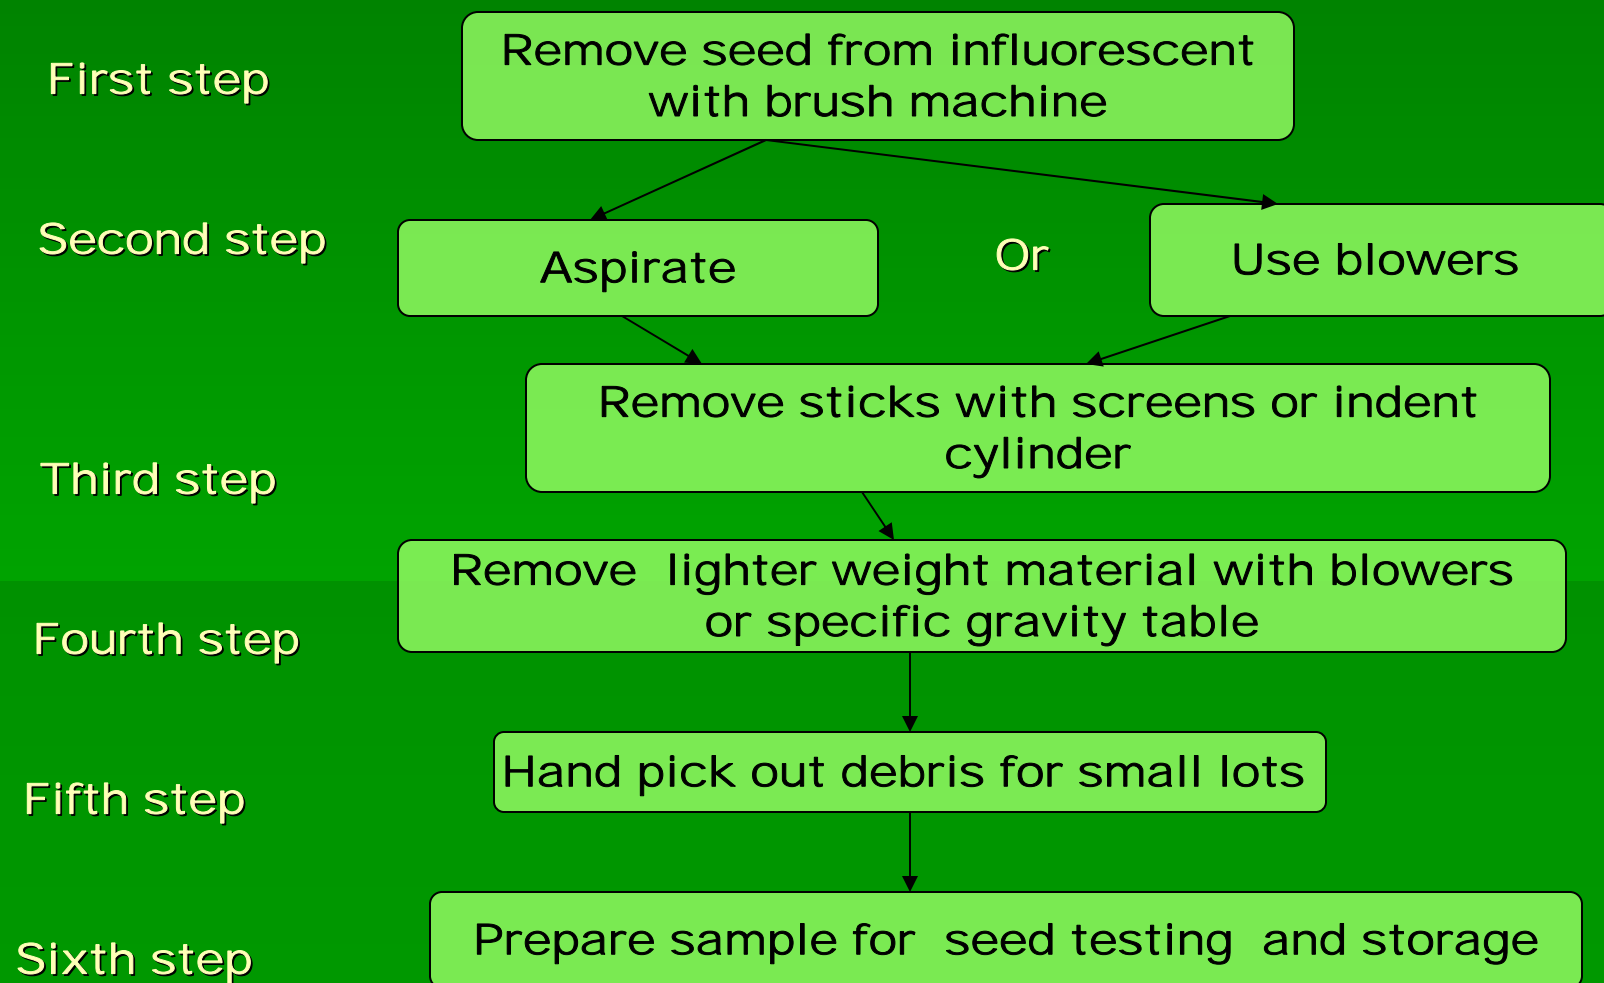 First step
Remove seed from influorescent
with brush machine
Second step
Aspirate
Or
Use blowers
Third step
Remove sticks with screens or indent
cylinder
Fourth step
Remove  lighter weight material with blowers
or specific gravity table
Fifth step
Hand pick out debris for small lots
Sixth step
Prepare sample for  seed testing  and storage